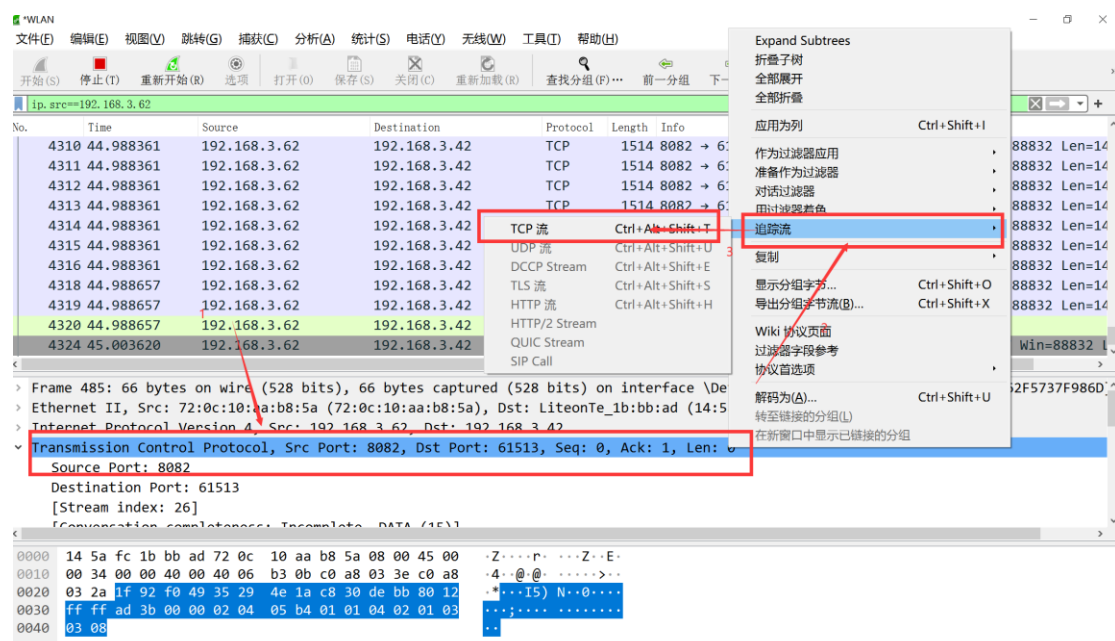 *WLAN
文件(F) 编辑(E) 视图(V) 跳转(G) 捕获(C) 分析(A) 统计(S) 电话(Y) 无线(W) 工具(T) 帮助(H)
开始(S) 停止(T) 重新开始(R) 选项 打开(O) 保存(S) 关闭(C) 重新加载(R) 查找分组(F)… 前一分组 下一
ip.src==192.168.3.62
No. Time Source Destination Protocol Length Info
4310 44.988361 192.168.3.62 192.168.3.42 TCP 1514 8082 → 61 88832 Len=14
4311 44.988361 192.168.3.62 192.168.3.42 TCP 1514 8082 → 61 88832 Len=14
4312 44.988361 192.168.3.62 192.168.3.42 TCP 1514 8082 → 61 88832 Len=14
4313 44.988361 192.168.3.62 192.168.3.42 TCP 1514 8082 → 61 88832 Len=14
4314 44.988361 192.168.3.62 192.168.3.42 88832 Len=14
4315 44.988361 192.168.3.62 192.168.3.42 88832 Len=14
4316 44.988361 192.168.3.62 192.168.3.42 88832 Len=14
4318 44.988657 192.168.3.62 192.168.3.42 88832 Len=14
4319 44.988657 192.168.3.62 192.168.3.42 88832 Len=14
4320 44.988657 192.168.3.62 192.168.3.42
4324 45.003620 192.168.3.62 192.168.3.42 Win=88832 L
Expand Subtrees
折叠子树
全部展开
全部折叠
应用为列 Ctrl+Shift+I
作为过滤器应用
准备作为过滤器
对话过滤器
用过滤器着色
追踪流
复制
显示分组字节… Ctrl+Shift+O
导出分组字节流(B)… Ctrl+Shift+X
Wiki 协议页面
过滤器字段参考
协议首选项
解码为(A)… Ctrl+Shift+U
转至链接的分组(L)
在新窗口中显示已链接的分组
TCP 流 Ctrl+Alt+Shift+T
UDP 流 Ctrl+Alt+Shift+U
DCCP Stream Ctrl+Alt+Shift+E
TLS 流 Ctrl+Alt+Shift+S
HTTP 流 Ctrl+Alt+Shift+H
HTTP/2 Stream
QUIC Stream
SIP Call
1
2
3
Frame 485: 66 bytes on wire (528 bits), 66 bytes captured (528 bits) on interface \De 2F5737F986D}
Ethernet II, Src: 72:0c:10:aa:b8:5a (72:0c:10:aa:b8:5a), Dst: LiteonTe_1b:bb:ad (14:5
Internet Protocol Version 4, Src: 192.168.3.62, Dst: 192.168.3.42
Transmission Control Protocol, Src Port: 8082, Dst Port: 61513, Seq: 0, Ack: 1, Len: 0
Source Port: 8082
Destination Port: 61513
[Stream index: 26]
[Conversation completeness: Incomplete, DATA (15)]
0000 14 5a fc 1b bb ad 72 0c 10 aa b8 5a 08 00 45 00 ·Z····r· ···Z··E·
0010 00 34 00 00 40 00 40 06 b3 0b c0 a8 03 3e c0 a8 ·4··@·@· ·····>··
0020 03 2a 1f 92 f0 49 35 29 4e 1a c8 30 de bb 80 12 ·*···I5) N··0····
0030 ff ff ad 3b 00 00 02 04 05 b4 01 01 04 02 01 03 ···;···· ········
0040 03 08 ··